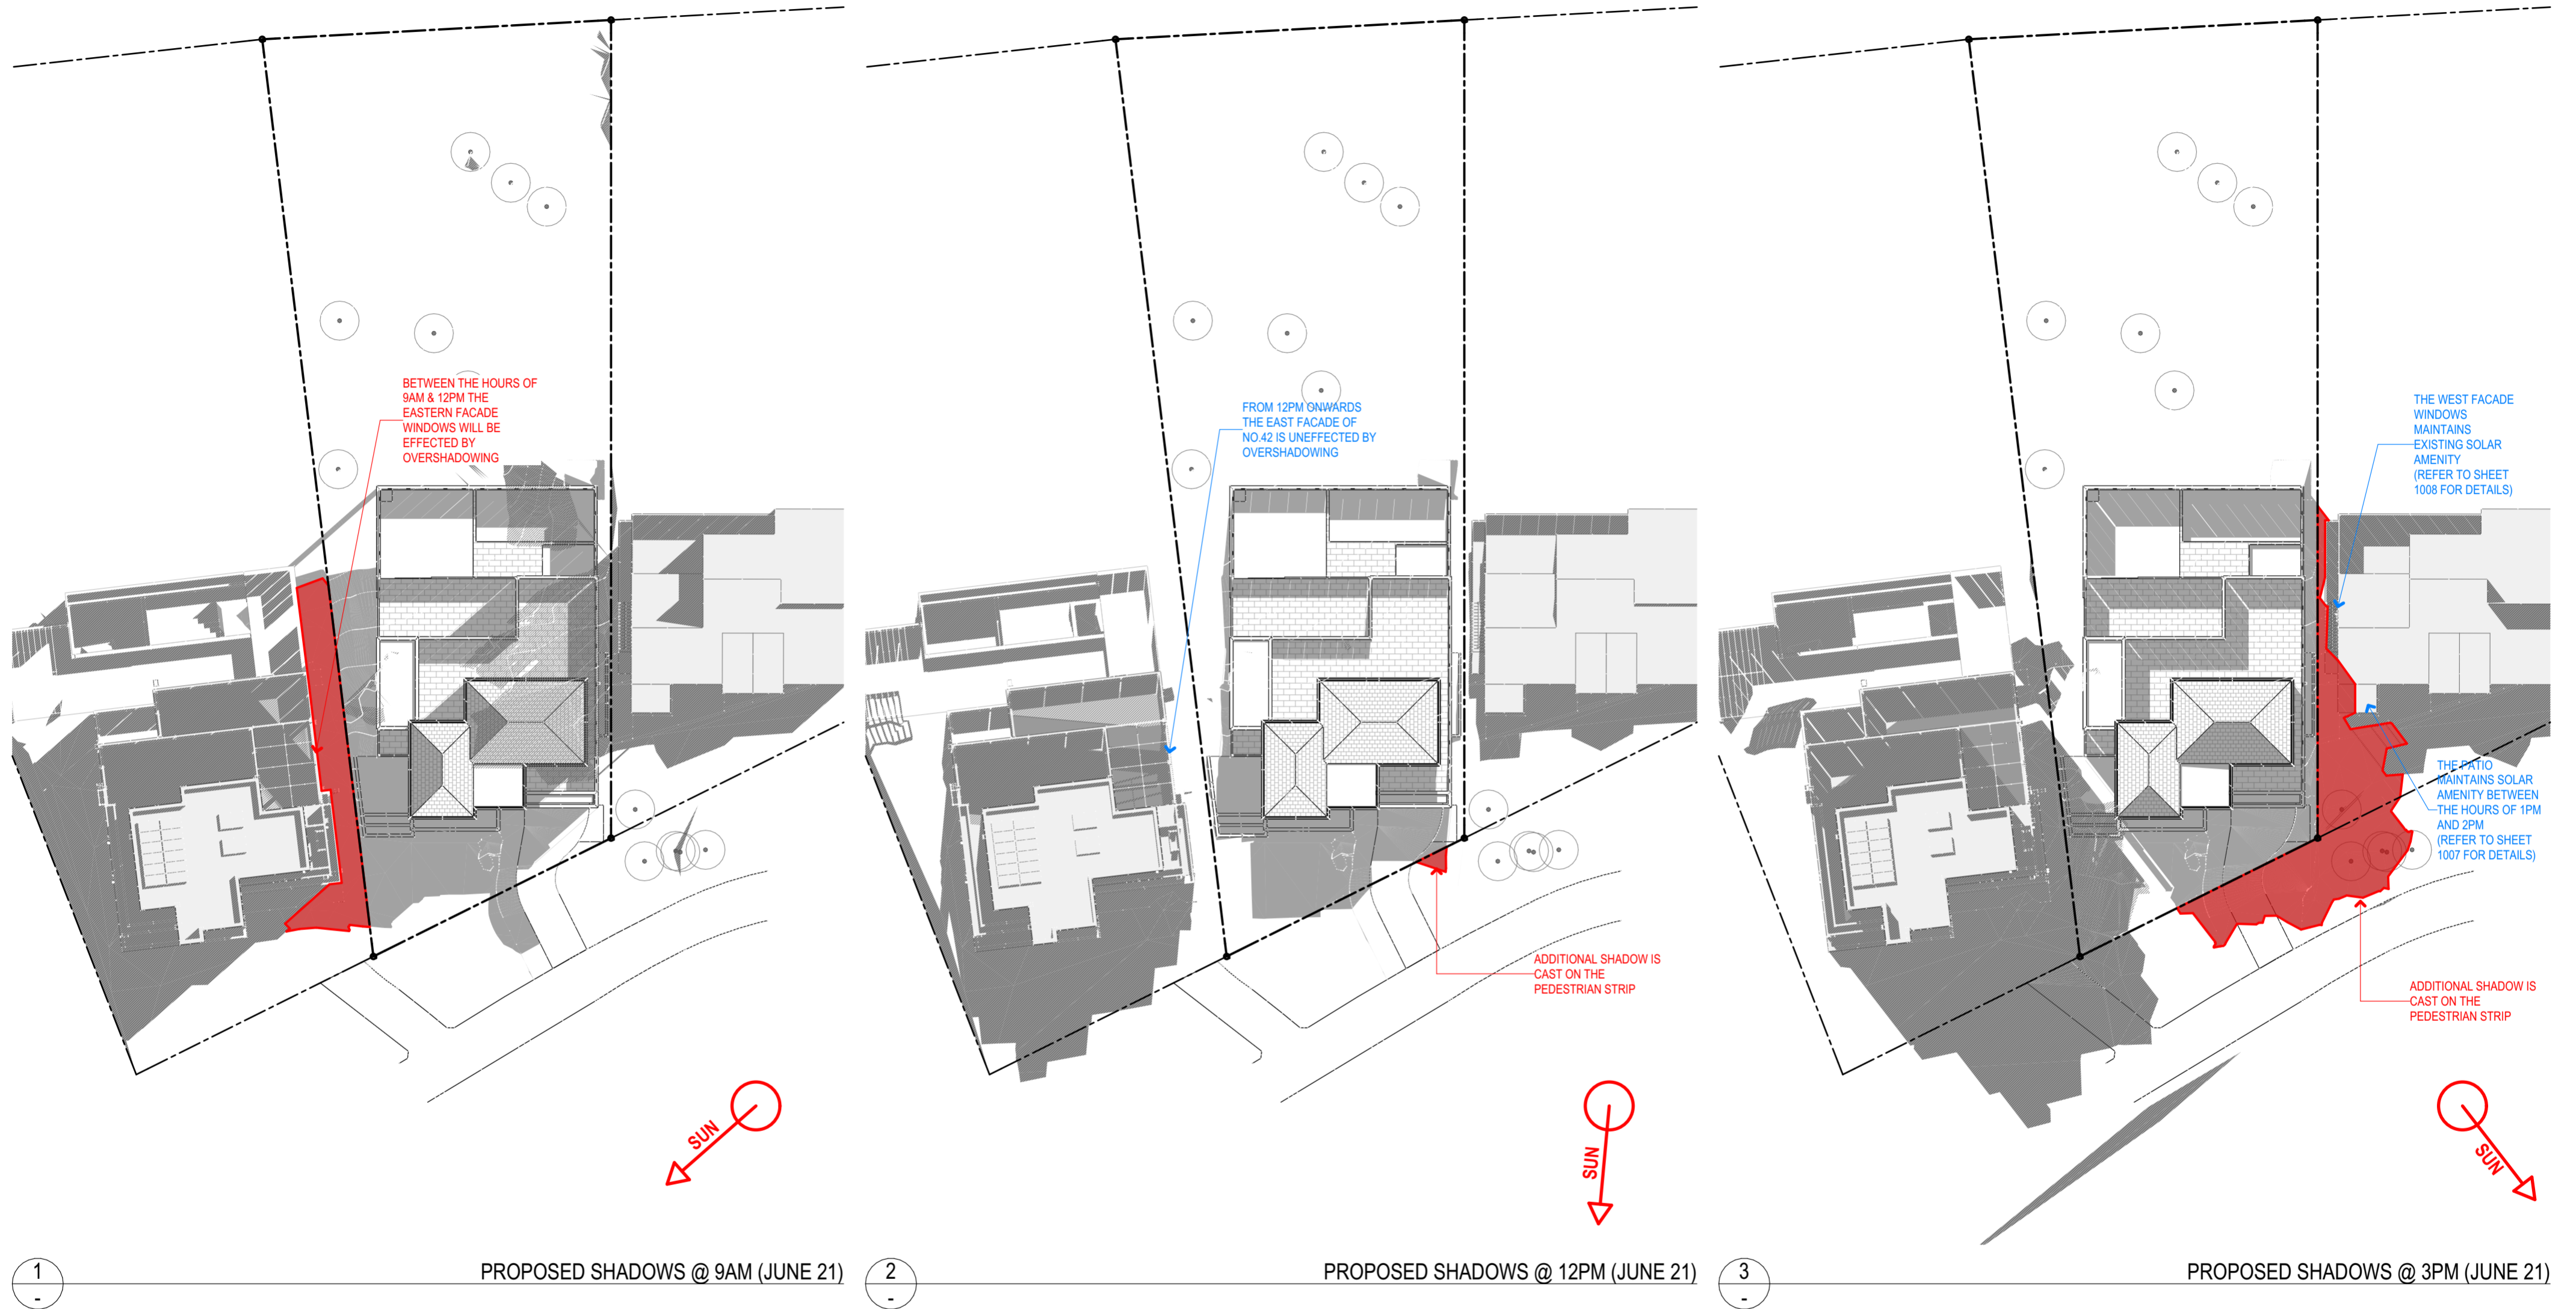 BETWEEN THE HOURS OF
9AM & 12PM THE
EASTERN FACADE
WINDOWS WILL BE
EFFECTED BY
OVERSHADOWING
SUN
1
-
PROPOSED SHADOWS @ 9AM (JUNE 21)
FROM 12PM ONWARDS
THE EAST FACADE OF
NO.42 IS UNEFFECTED BY
OVERSHADOWING
ADDITIONAL SHADOW IS
CAST ON THE
PEDESTRIAN STRIP
SUN
2
-
PROPOSED SHADOWS @ 12PM (JUNE 21)
THE WEST FACADE
WINDOWS
MAINTAINS
EXISTING SOLAR
AMENITY
(REFER TO SHEET
1008 FOR DETAILS)
THE PATIO
MAINTAINS SOLAR
AMENITY BETWEEN
THE HOURS OF 1PM
AND 2PM
(REFER TO SHEET
1007 FOR DETAILS)
ADDITIONAL SHADOW IS
CAST ON THE
PEDESTRIAN STRIP
SUN
3
-
PROPOSED SHADOWS @ 3PM (JUNE 21)